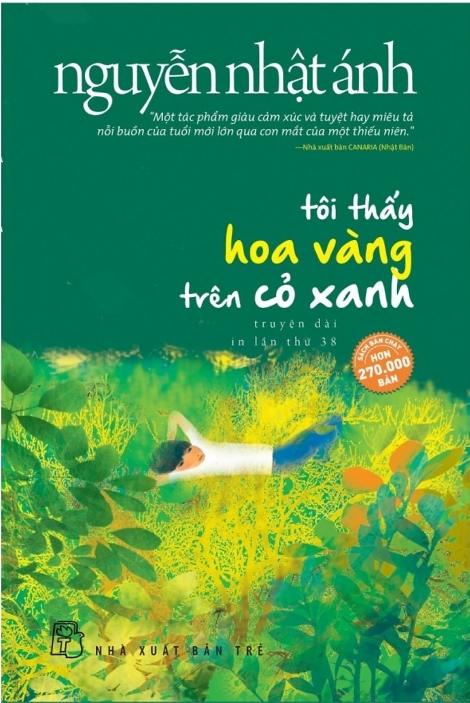 nguyễn nhật ánh
"Một tác phẩm giàu cảm xúc và tuyệt hay miêu tả
nỗi buồn của tuổi mới lớn qua con mắt của một thiếu niên."
—Nhà xuất bản CANARIA (Nhật Bản)
tôi thấy
hoa vàng
trên cỏ xanh
truyện dài
in lần thứ 38
SÁCH BÁN CHẠY
HƠN
270.000
BẢN
NHÀ XUẤT BẢN TRẺ